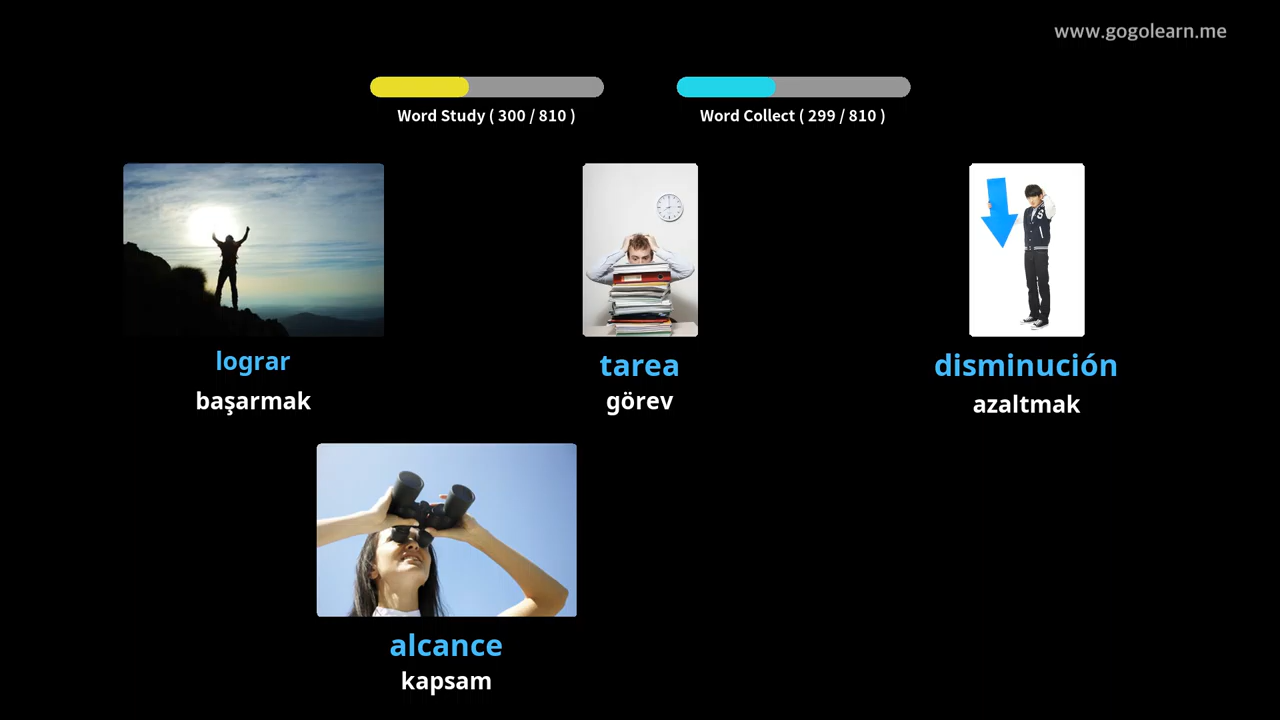 www.gogolearn.me
Word Study ( 300 / 810 )
Word Collect ( 299 / 810 )
lograr
başarmak
tarea
görev
disminución
azaltmak
alcance
kapsam